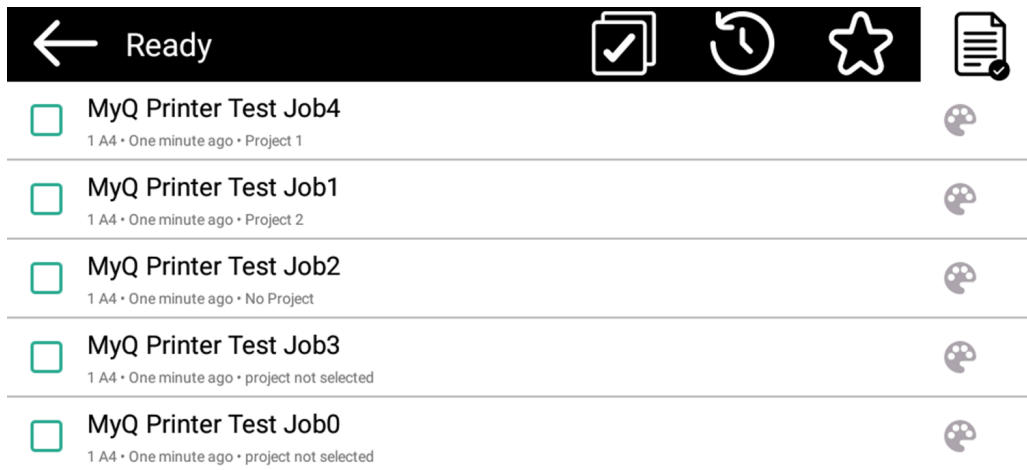 Ready
MyQ Printer Test Job4
1 A4 • One minute ago • Project 1
MyQ Printer Test Job1
1 A4 • One minute ago • Project 2
MyQ Printer Test Job2
1 A4 • One minute ago • No Project
MyQ Printer Test Job3
1 A4 • One minute ago • project not selected
MyQ Printer Test Job0
1 A4 • One minute ago • project not selected